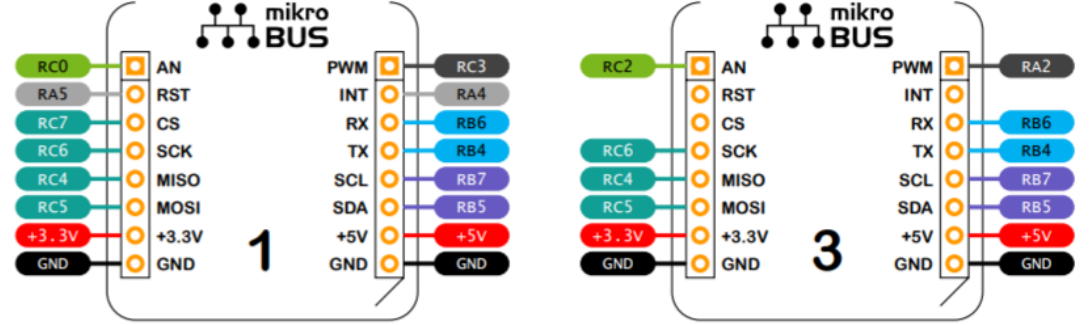 mikro
BUS
RC0 AN PWM RC3
RA5 RST INT RA4
RC7 CS RX RB6
RC6 SCK TX RB4
RC4 MISO SCL RB7
RC5 MOSI SDA RB5
+3.3V +3.3V +5V +5V
GND GND GND GND
1
mikro
BUS
RC2 AN PWM RA2
RST INT
CS RX RB6
RC6 SCK TX RB4
RC4 MISO SCL RB7
RC5 MOSI SDA RB5
+3.3V +3.3V +5V +5V
GND GND GND GND
3